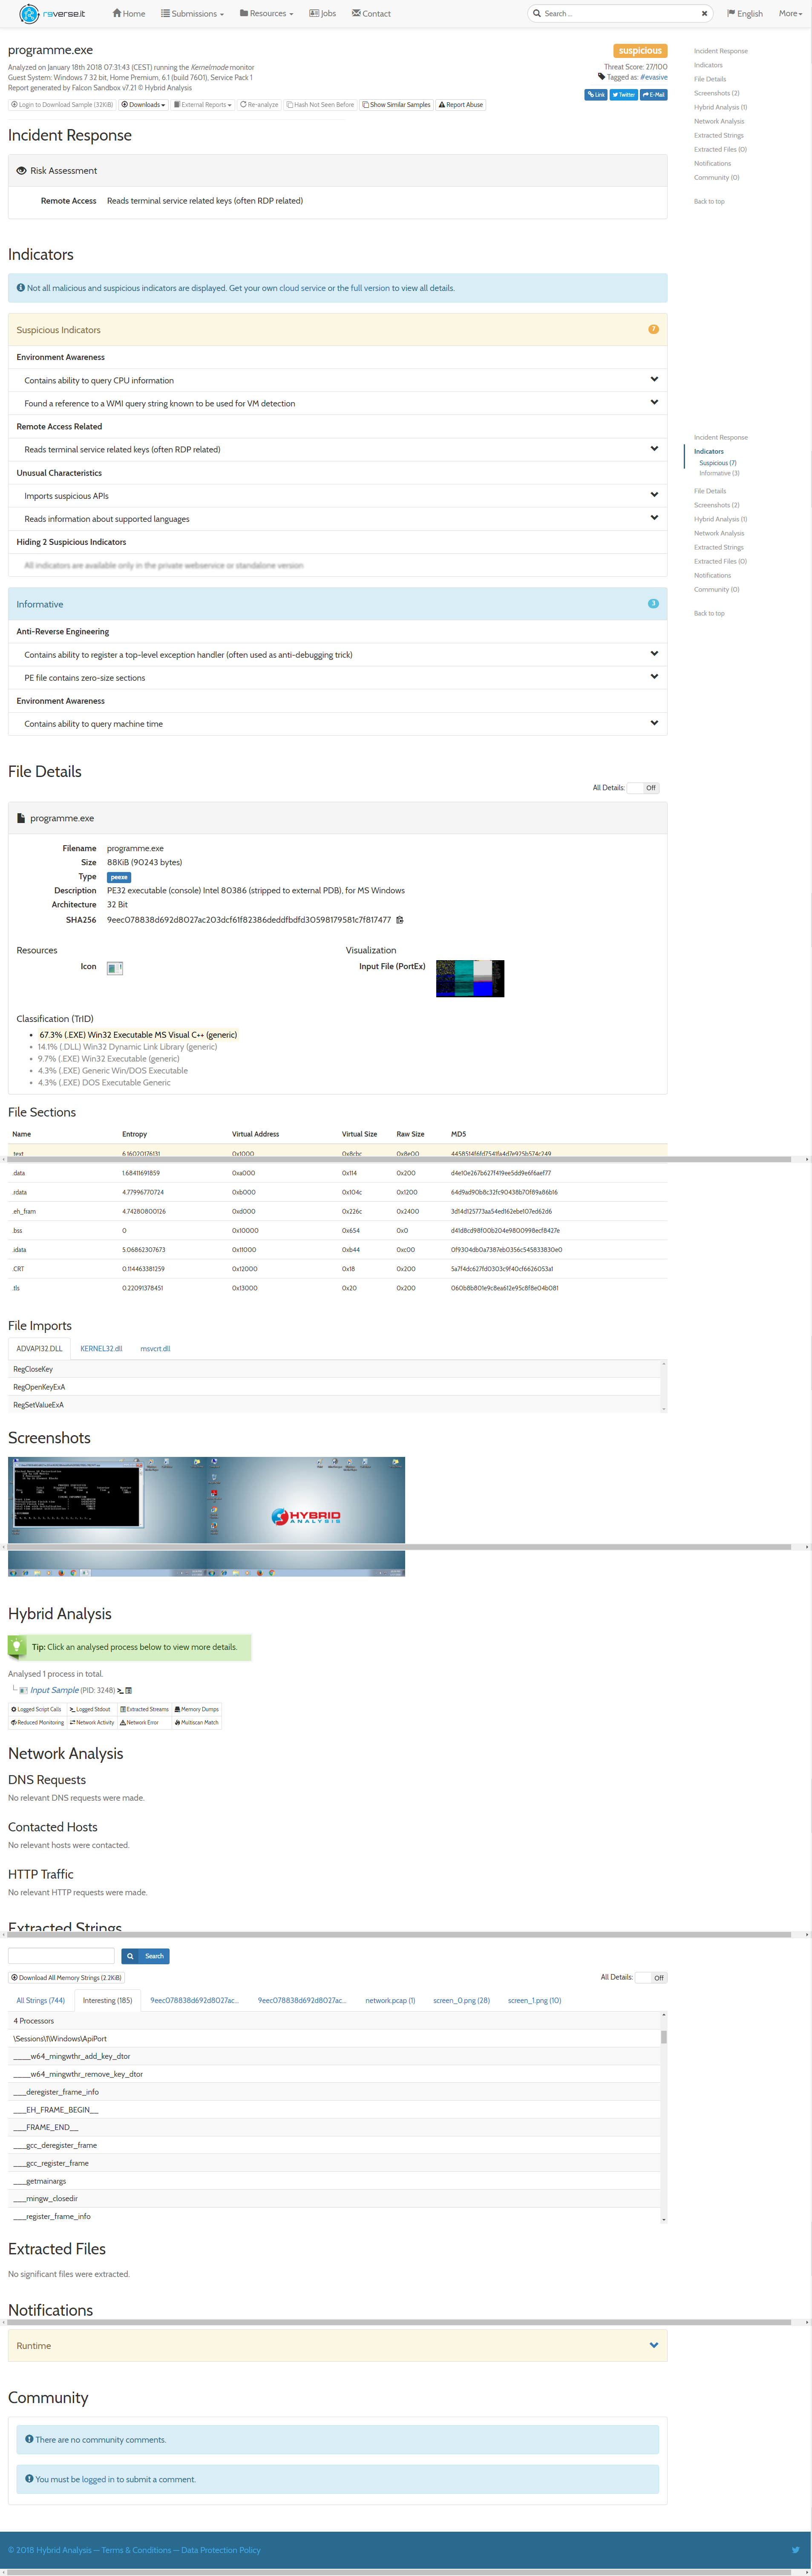 reverse.it
Home
Submissions
Resources
Jobs
Contact
Search ...
English
More
programme.exe
suspicious
Analyzed on January 18th 2018 07:31:43 (CEST) running the Kernelmode monitor
Guest System: Windows 7 32 bit, Home Premium, 6.1 (build 7601), Service Pack 1
Report generated by Falcon Sandbox v7.21 © Hybrid Analysis
Threat Score: 27/100
Tagged as: #evasive
Link
Twitter
E-Mail
Login to Download Sample (32KiB)
Downloads
External Reports
Re-analyze
Hash Not Seen Before
Show Similar Samples
Report Abuse
Incident Response
Indicators
File Details
Screenshots (2)
Hybrid Analysis (1)
Network Analysis
Extracted Strings
Extracted Files (0)
Notifications
Community (0)
Back to top
Incident Response
Risk Assessment
Remote Access Reads terminal service related keys (often RDP related)
Indicators
Not all malicious and suspicious indicators are displayed. Get your own cloud service or the full version to view all details.
Suspicious Indicators 7
Environment Awareness
Contains ability to query CPU information
Found a reference to a WMI query string known to be used for VM detection
Remote Access Related
Reads terminal service related keys (often RDP related)
Unusual Characteristics
Imports suspicious APIs
Reads information about supported languages
Hiding 2 Suspicious Indicators
All indicators are available only in the private webservice or standalone version
Incident Response
Indicators
Suspicious (7)
Informative (3)
File Details
Screenshots (2)
Hybrid Analysis (1)
Network Analysis
Extracted Strings
Extracted Files (0)
Notifications
Community (0)
Back to top
Informative 3
Anti-Reverse Engineering
Contains ability to register a top-level exception handler (often used as anti-debugging trick)
PE file contains zero-size sections
Environment Awareness
Contains ability to query machine time
File Details
All Details: Off
programme.exe
Filename programme.exe
Size 88KiB (90243 bytes)
Type peexe
Description PE32 executable (console) Intel 80386 (stripped to external PDB), for MS Windows
Architecture 32 Bit
SHA256 9eec078838d692d8027ac203dcf61f82386deddfbdfd30598179581c7f817477
Resources
Icon
Visualization
Input File (PortEx)
Classification (TrID)
67.3% (.EXE) Win32 Executable MS Visual C++ (generic)
14.1% (.DLL) Win32 Dynamic Link Library (generic)
9.7% (.EXE) Win32 Executable (generic)
4.3% (.EXE) Generic Win/DOS Executable
4.3% (.EXE) DOS Executable Generic
File Sections
Name Entropy Virtual Address Virtual Size Raw Size MD5
.text 6.16020176131 0x1000 0x8cbc 0x8e00 4458514f6fd7541fa4d7e925b574c249
.data 1.68411691859 0xa000 0x114 0x200 d4e10e267b627f419ee5dd9e6f6aef77
.rdata 4.77996770724 0xb000 0x104c 0x1200 64d9ad90b8c32fc90438b70f89a86b16
.eh_fram 4.74280800126 0xd000 0x226c 0x2400 3d14d125773aa54ed162ebe107ed62d6
.bss 0 0x10000 0x654 0x0 d41d8cd98f00b204e9800998ecf8427e
.idata 5.06862307673 0x11000 0xb44 0xc00 0f9304db0a7387eb0356c545833830e0
.CRT 0.114463381259 0x12000 0x18 0x200 5a7f4dc627fd0303c9f40cf6626053a1
.tls 0.22091378451 0x13000 0x20 0x200 060b8b801e9c8ea612e95c8f8e04b081
File Imports
ADVAPI32.DLL
KERNEL32.dll
msvcrt.dll
RegCloseKey
RegOpenKeyExA
RegSetValueExA
Screenshots
HYBRID
ANALYSIS
Hybrid Analysis
Tip: Click an analysed process below to view more details.
Analysed 1 process in total.
Input Sample (PID: 3248)
Logged Script Calls
Logged Stdout
Extracted Streams
Memory Dumps
Reduced Monitoring
Network Activity
Network Error
Multiscan Match
Network Analysis
DNS Requests
No relevant DNS requests were made.
Contacted Hosts
No relevant hosts were contacted.
HTTP Traffic
No relevant HTTP requests were made.
Extracted Strings
Search
Download All Memory Strings (2.2KiB)
All Details: Off
All Strings (744)
Interesting (185)
9eec078838d692d8027ac...
9eec078838d692d8027ac...
network.pcap (1)
screen_0.png (28)
screen_1.png (10)
4 Processors
\Sessions\1\Windows\ApiPort
____w64_mingwthr_add_key_dtor
____w64_mingwthr_remove_key_dtor
___deregister_frame_info
___EH_FRAME_BEGIN__
___FRAME_END__
___gcc_deregister_frame
___gcc_register_frame
___getmainargs
___mingw_closedir
___register_frame_info
Extracted Files
No significant files were extracted.
Notifications
Runtime
Community
There are no community comments.
You must be logged in to submit a comment.
© 2018 Hybrid Analysis — Terms & Conditions — Data Protection Policy